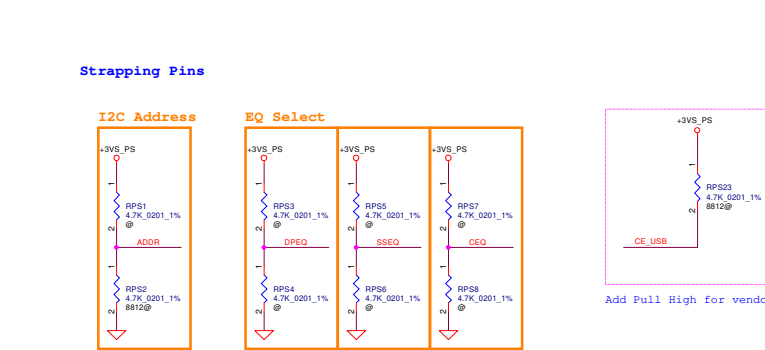 Strapping Pins
I2C Address
EQ Select
+3VS_PS
1
RPS1
4.7K_0201_1%
@
2
ADDR
1
RPS2
4.7K_0201_1%
8812@
2
+3VS_PS
1
RPS3
4.7K_0201_1%
@
2
DPEQ
1
RPS4
4.7K_0201_1%
@
2
+3VS_PS
1
RPS5
4.7K_0201_1%
@
2
SSEQ
1
RPS6
4.7K_0201_1%
@
2
+3VS_PS
1
RPS7
4.7K_0201_1%
@
2
CEQ
1
RPS8
4.7K_0201_1%
@
2
+3VS_PS
1
RPS23
4.7K_0201_1%
8812@
2
CE_USB
Add Pull High for vendo